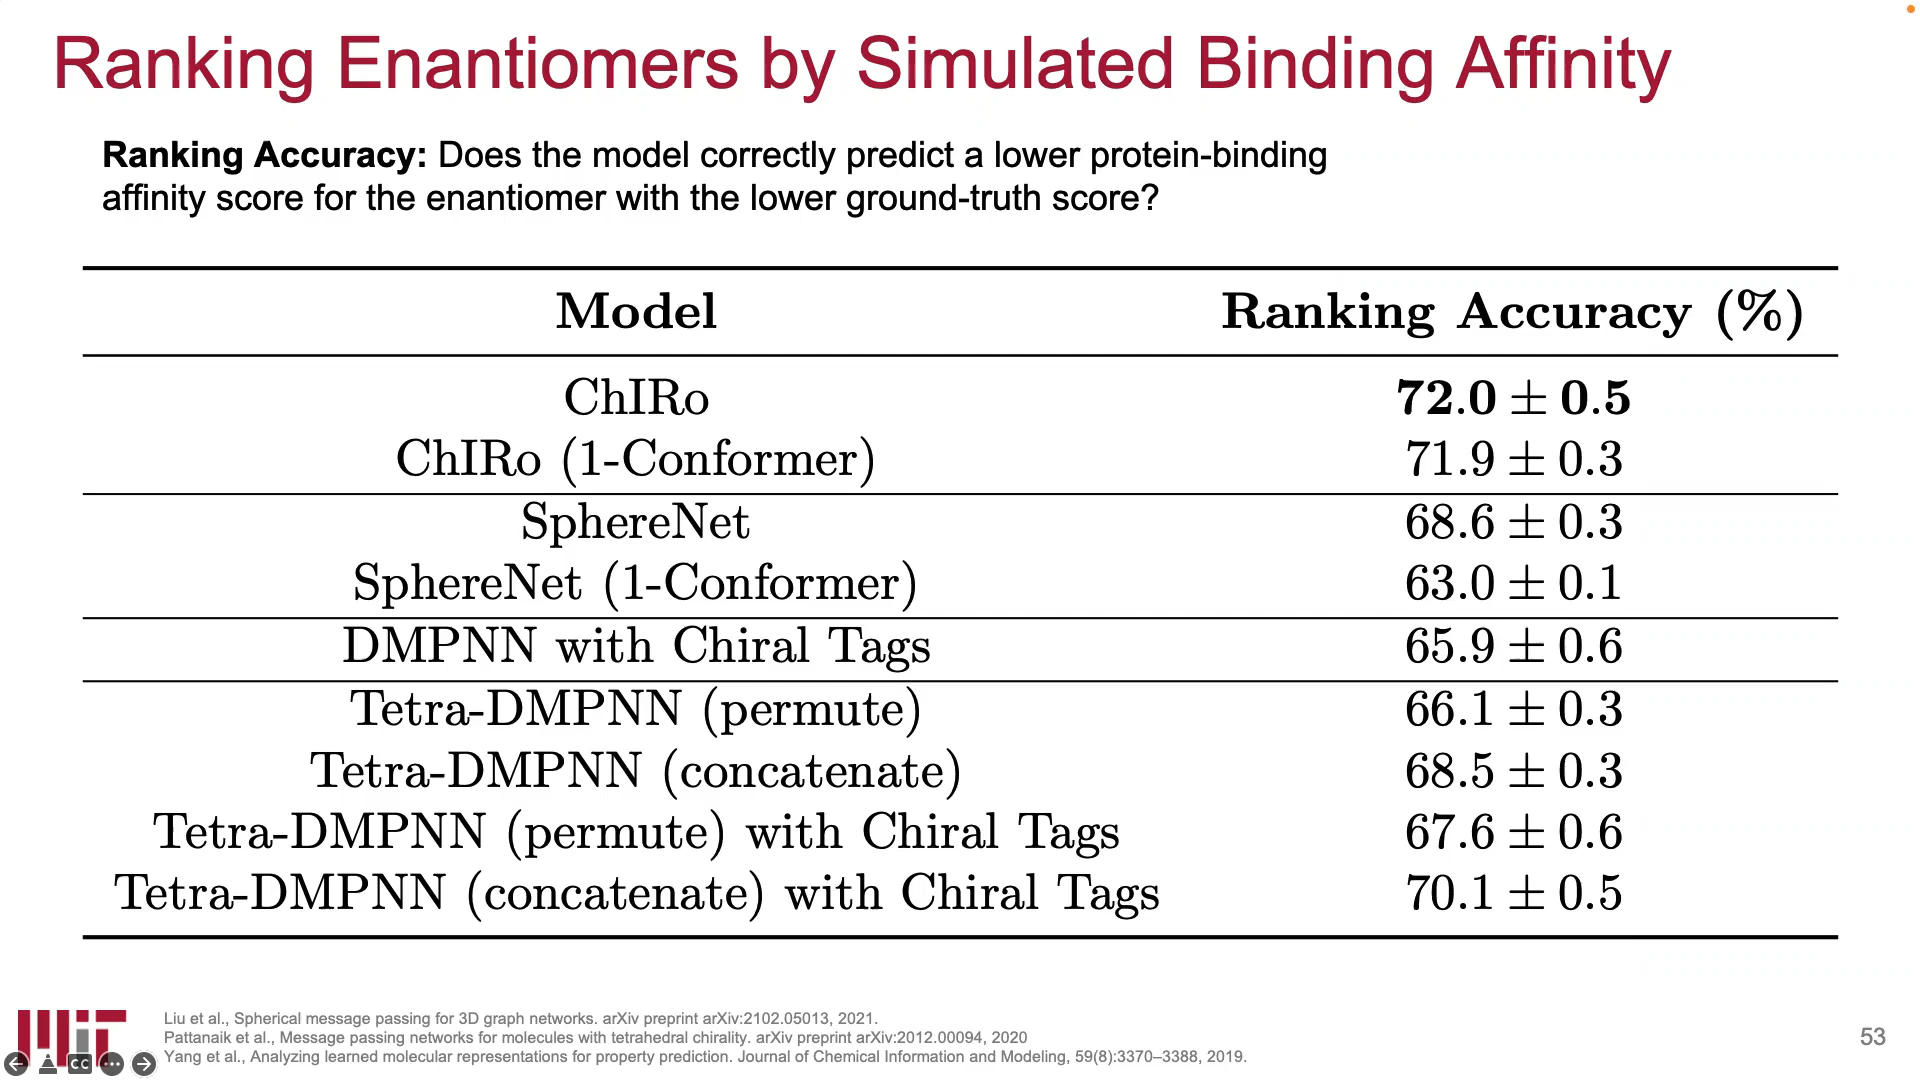 Ranking Enantiomers by Simulated Binding Affinity
Ranking Accuracy: Does the model correctly predict a lower protein-binding
affinity score for the enantiomer with the lower ground-truth score?
Model Ranking Accuracy (%)
ChIRo 72.0 ± 0.5
ChIRo (1-Conformer) 71.9 ± 0.3
SphereNet 68.6 ± 0.3
SphereNet (1-Conformer) 63.0 ± 0.1
DMPNN with Chiral Tags 65.9 ± 0.6
Tetra-DMPNN (permute) 66.1 ± 0.3
Tetra-DMPNN (concatenate) 68.5 ± 0.3
Tetra-DMPNN (permute) with Chiral Tags 67.6 ± 0.6
Tetra-DMPNN (concatenate) with Chiral Tags 70.1 ± 0.5
MIT
CC
Liu et al., Spherical message passing for 3D graph networks. arXiv preprint arXiv:2102.05013, 2021.
Pattanaik et al., Message passing networks for molecules with tetrahedral chirality. arXiv preprint arXiv:2012.00094, 2020
Yang et al., Analyzing learned molecular representations for property prediction. Journal of Chemical Information and Modeling, 59(8):3370–3388, 2019.
53